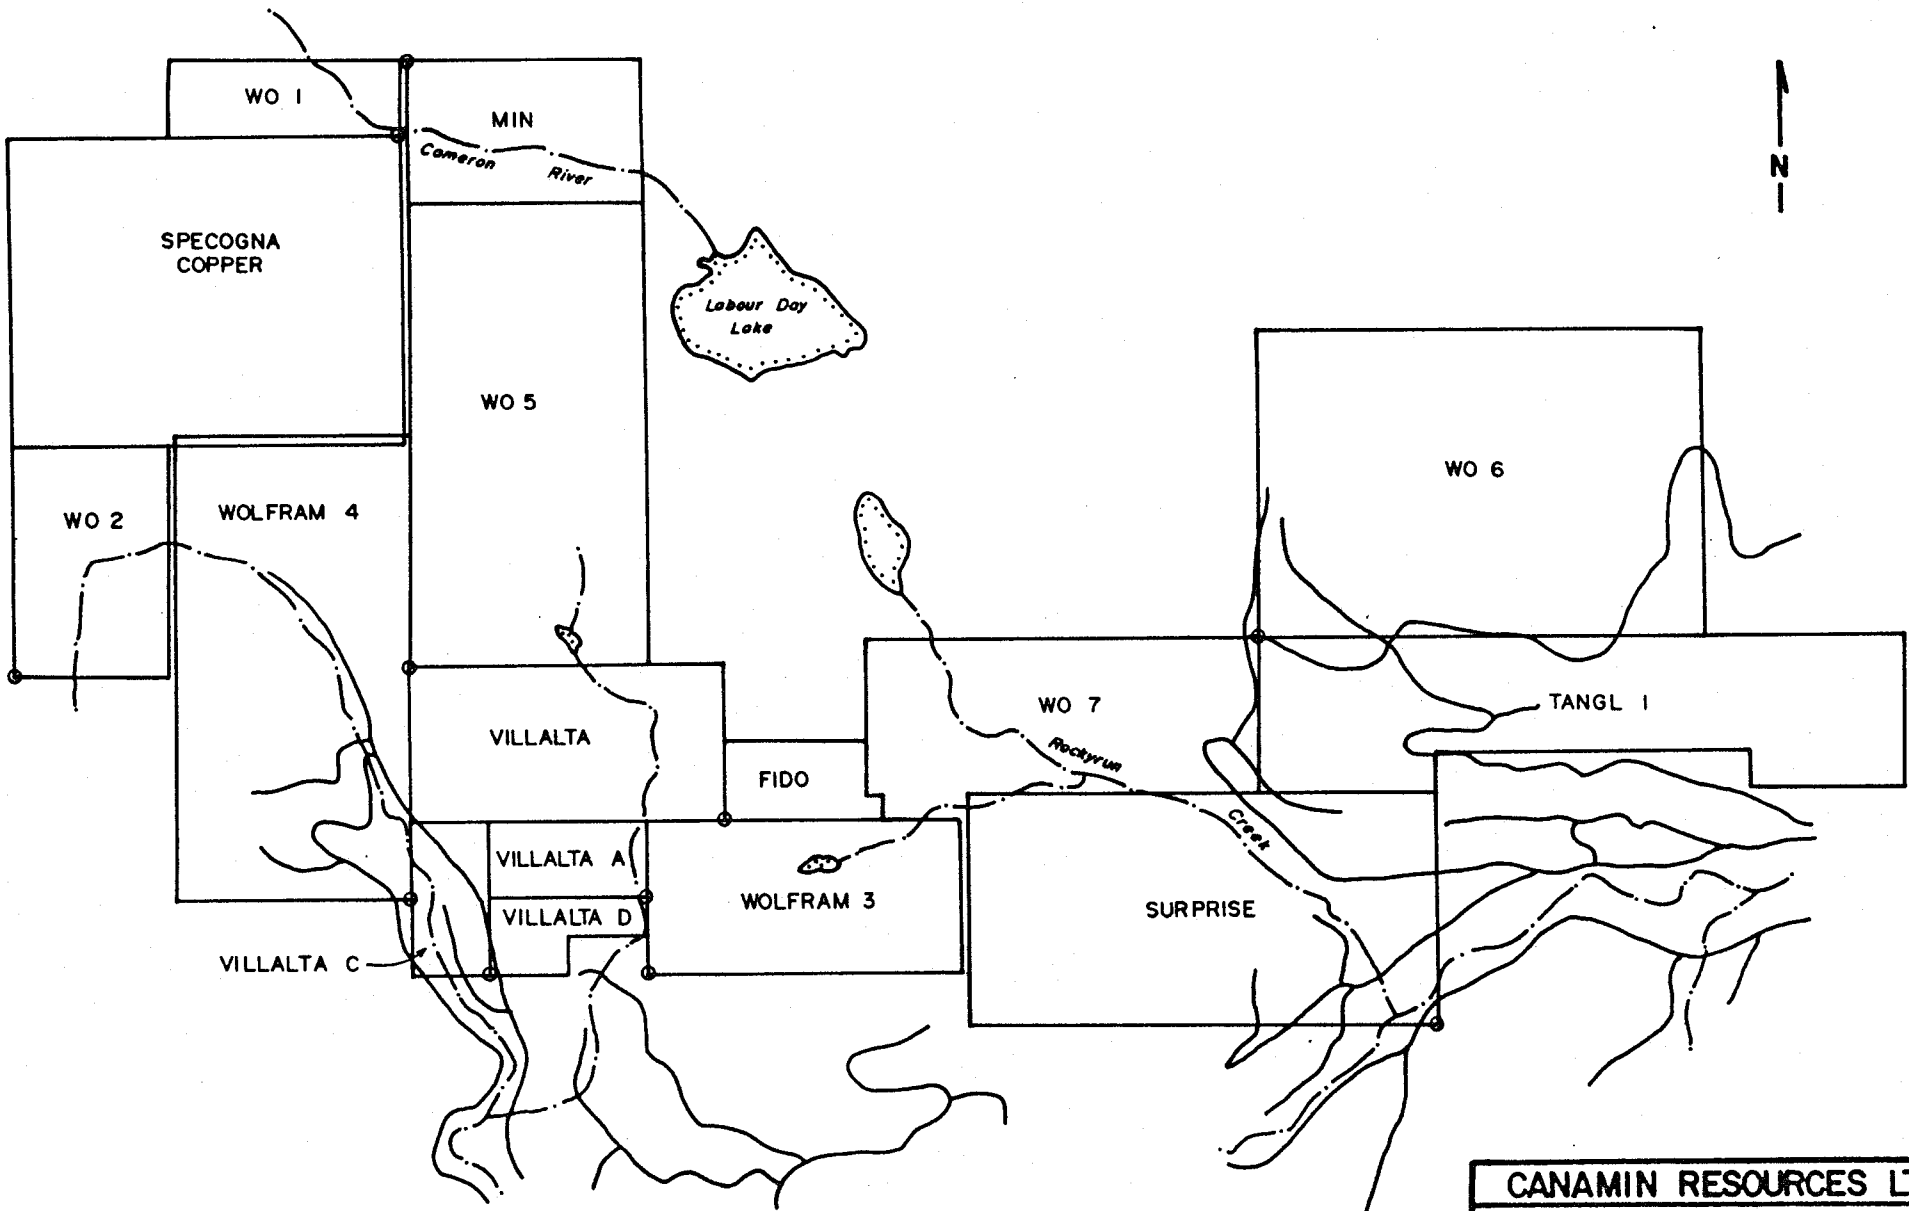 WO 1
MIN
N
Cameron River
SPECOGNA
COPPER
Labour Day
Lake
WO 5
WO 6
WO 2
WOLFRAM 4
WO 7
TANGL 1
VILLALTA
Rockyrun
FIDO
Creek
VILLALTA A
WOLFRAM 3
SURPRISE
VILLALTA D
VILLALTA C
CANAMIN RESOURCES